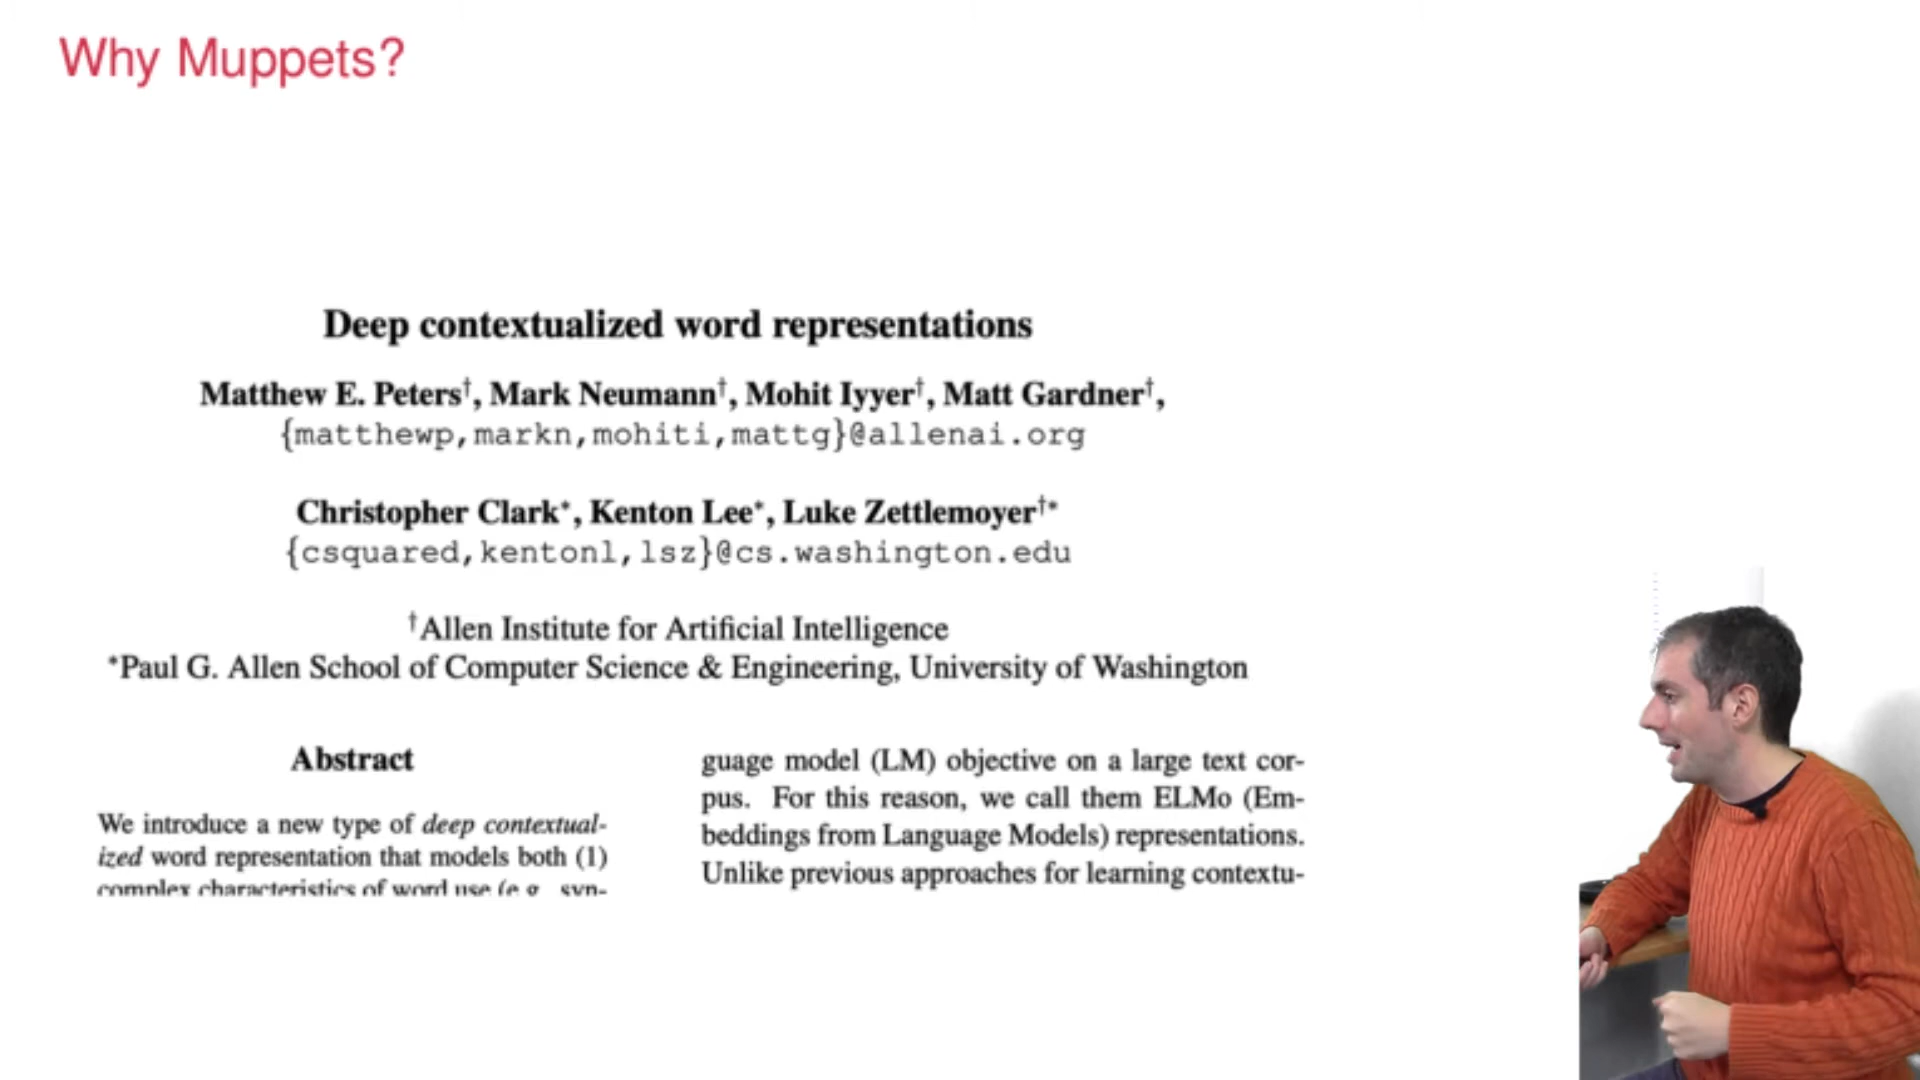 Why Muppets?
Deep contextualized word representations
Matthew E. Peters†, Mark Neumann†, Mohit Iyyer†, Matt Gardner†,
{matthewp,markn,mohiti,mattg}@allenai.org
Christopher Clark*, Kenton Lee*, Luke Zettlemoyer†*
{csquared,kentonl,lsz}@cs.washington.edu
†Allen Institute for Artificial Intelligence
*Paul G. Allen School of Computer Science & Engineering, University of Washington
Abstract
We introduce a new type of deep contextual-
ized word representation that models both (1)
complex characteristics of word use (e.g., syn-
guage model (LM) objective on a large text cor-
pus. For this reason, we call them ELMo (Em-
beddings from Language Models) representations.
Unlike previous approaches for learning contextu-